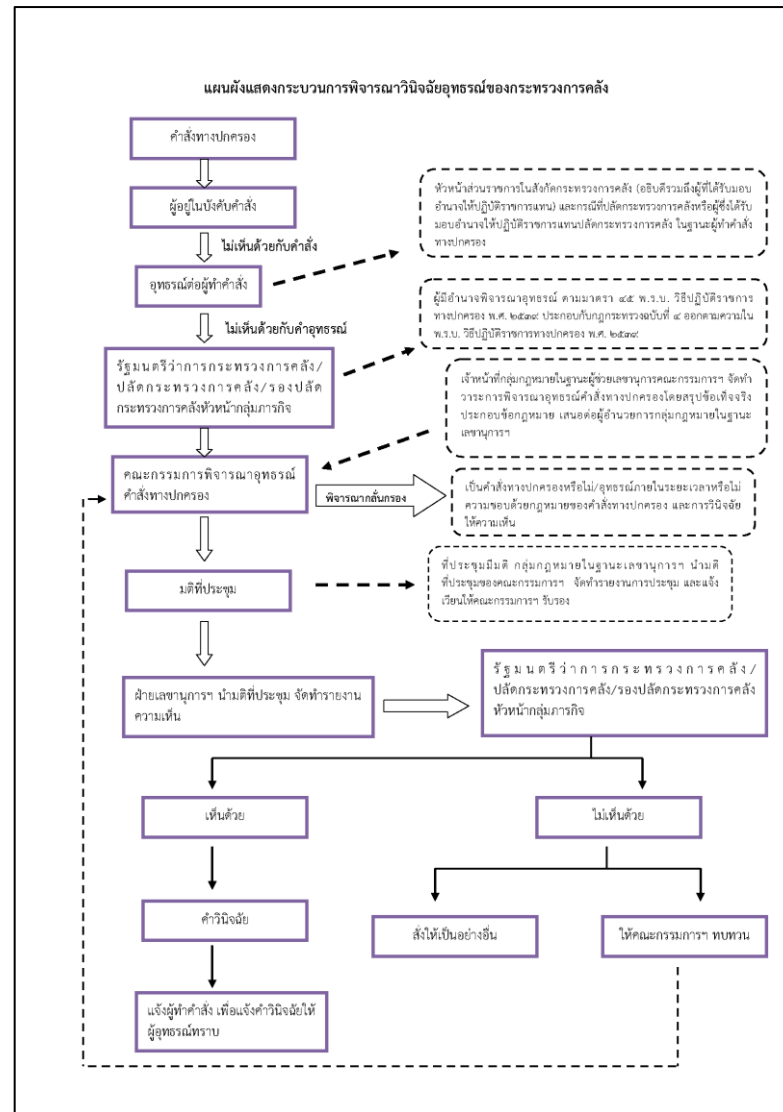 แผนผังแสดงกระบวนการพิจารณาวินิจฉัยอุทธรณ์ของกระทรวงการคลัง
คำสั่งทางปกครอง
ผู้อยู่ในบังคับคำสั่ง
หัวหน้าส่วนราชการในสังกัดกระทรวงการคลัง (อธิบดีรวมถึงผู้ที่ได้รับมอบ
อำนาจให้ปฏิบัติราชการแทน) และกรณีที่ปลัดกระทรวงการคลังหรือผู้ซึ่งได้รับ
มอบอำนาจให้ปฏิบัติราชการแทนปลัดกระทรวงการคลัง ในฐานะผู้ทำคำสั่ง
ทางปกครอง
ไม่เห็นด้วยกับคำสั่ง
อุทธรณ์ต่อผู้ทำคำสั่ง
ผู้มีอำนาจพิจารณาอุทธรณ์ ตามมาตรา ๔๕ พ.ร.บ. วิธีปฏิบัติราชการ
ทางปกครอง พ.ศ. ๒๕๓๙ ประกอบกับกฎกระทรวงฉบับที่ ๔ ออกตามความใน
พ.ร.บ. วิธีปฏิบัติราชการทางปกครอง พ.ศ. ๒๕๓๙
ไม่เห็นด้วยกับคำอุทธรณ์
รัฐมนตรีว่าการกระทรวงการคลัง/
ปลัดกระทรวงการคลัง/รองปลัด
กระทรวงการคลังหัวหน้ากลุ่มภารกิจ
เจ้าหน้าที่กลุ่มกฎหมายในฐานะผู้ช่วยเลขานุการคณะกรรมการฯ จัดทำ
วาระการพิจารณาอุทธรณ์คำสั่งทางปกครองโดยสรุปข้อเท็จจริง
ประกอบข้อกฎหมาย เสนอต่อผู้อำนวยการกลุ่มกฎหมายในฐานะ
เลขานุการฯ
คณะกรรมการพิจารณาอุทธรณ์
คำสั่งทางปกครอง
พิจารณากลั่นกรอง
เป็นคำสั่งทางปกครองหรือไม่/อุทธรณ์ภายในระยะเวลาหรือไม่
ความชอบด้วยกฎหมายของคำสั่งทางปกครอง และการวินิจฉัย
ให้ความเห็น
มติที่ประชุม
ที่ประชุมมีมติ กลุ่มกฎหมายในฐานะเลขานุการฯ นำมติ
ที่ประชุมของคณะกรรมการฯ จัดทำรายงานการประชุม และแจ้ง
เวียนให้คณะกรรมการฯ รับรอง
ฝ่ายเลขานุการฯ นำมติที่ประชุม จัดทำรายงาน
ความเห็น
รัฐมนตรีว่าการกระทรวงการคลัง/
ปลัดกระทรวงการคลัง/รองปลัดกระทรวงการคลัง
หัวหน้ากลุ่มภารกิจ
เห็นด้วย
ไม่เห็นด้วย
คำวินิจฉัย
สั่งให้เป็นอย่างอื่น
ให้คณะกรรมการฯ ทบทวน
แจ้งผู้ทำคำสั่ง เพื่อแจ้งคำวินิจฉัยให้
ผู้อุทธรณ์ทราบ